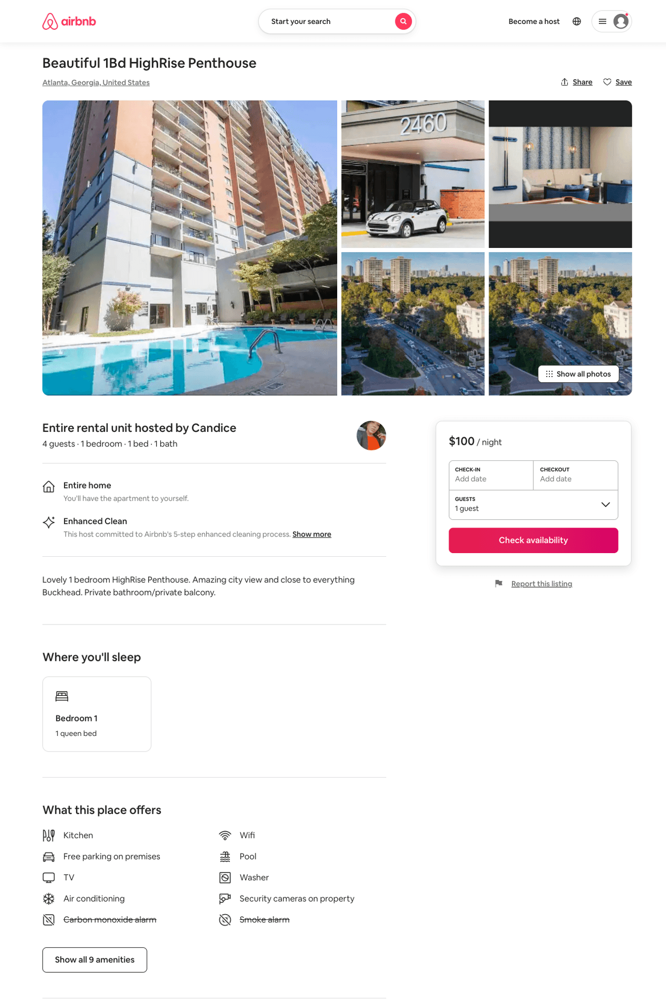 airbnb
Start your search
Become a host
Beautiful 1Bd HighRise Penthouse
Atlanta, Georgia, United States
Share
Save
2460
Show all photos
Entire rental unit hosted by Candice
4 guests · 1 bedroom · 1 bed · 1 bath
Entire home
You'll have the apartment to yourself.
Enhanced Clean
This host committed to Airbnb's 5-step enhanced cleaning process. Show more
Lovely 1 bedroom HighRise Penthouse. Amazing city view and close to everything
Buckhead. Private bathroom/private balcony.
$100 / night
CHECK-IN
Add date
CHECKOUT
Add date
GUESTS
1 guest
Check availability
Report this listing
Where you'll sleep
Bedroom 1
1 queen bed
What this place offers
Kitchen
Wifi
Free parking on premises
Pool
TV
Washer
Air conditioning
Security cameras on property
Carbon monoxide alarm
Smoke alarm
Show all 9 amenities